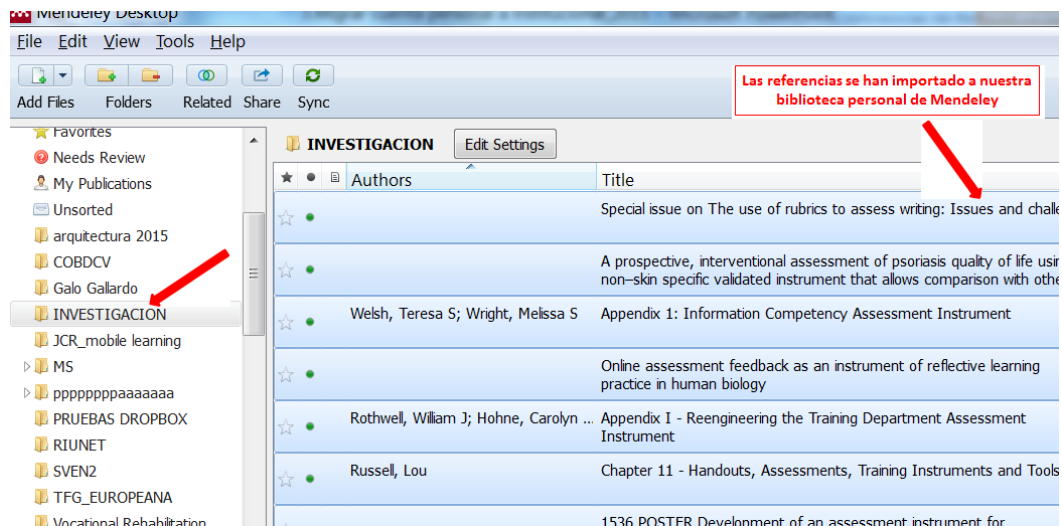 Mendeley Desktop
File Edit View Tools Help
Add Files Folders Related Share Sync
Las referencias se han importado a nuestra
biblioteca personal de Mendeley
Favorites
Needs Review
My Publications
Unsorted
arquitectura 2015
COBDCV
Galo Gallardo
INVESTIGACION
JCR_mobile learning
MS
ppppppppaaaaaaa
PRUEBAS DROPBOX
RIUNET
SVEN2
TFG_EUROPEANA
Vocational Rehabilitation
INVESTIGACION Edit Settings
Authors Title
Special issue on The use of rubrics to assess writing: Issues and challe
A prospective, interventional assessment of psoriasis quality of life usin
non–skin specific validated instrument that allows comparison with othe
Welsh, Teresa S; Wright, Melissa S Appendix 1: Information Competency Assessment Instrument
Online assessment feedback as an instrument of reflective learning
practice in human biology
Rothwell, Wiliam J; Hohne, Carolyn ... Appendix I - Reengineering the Training Department Assessment
Instrument
Russell, Lou Chapter 11 - Handouts, Assessments, Training Instruments and Tools
1536 POSTER Development of an assessment instrument for